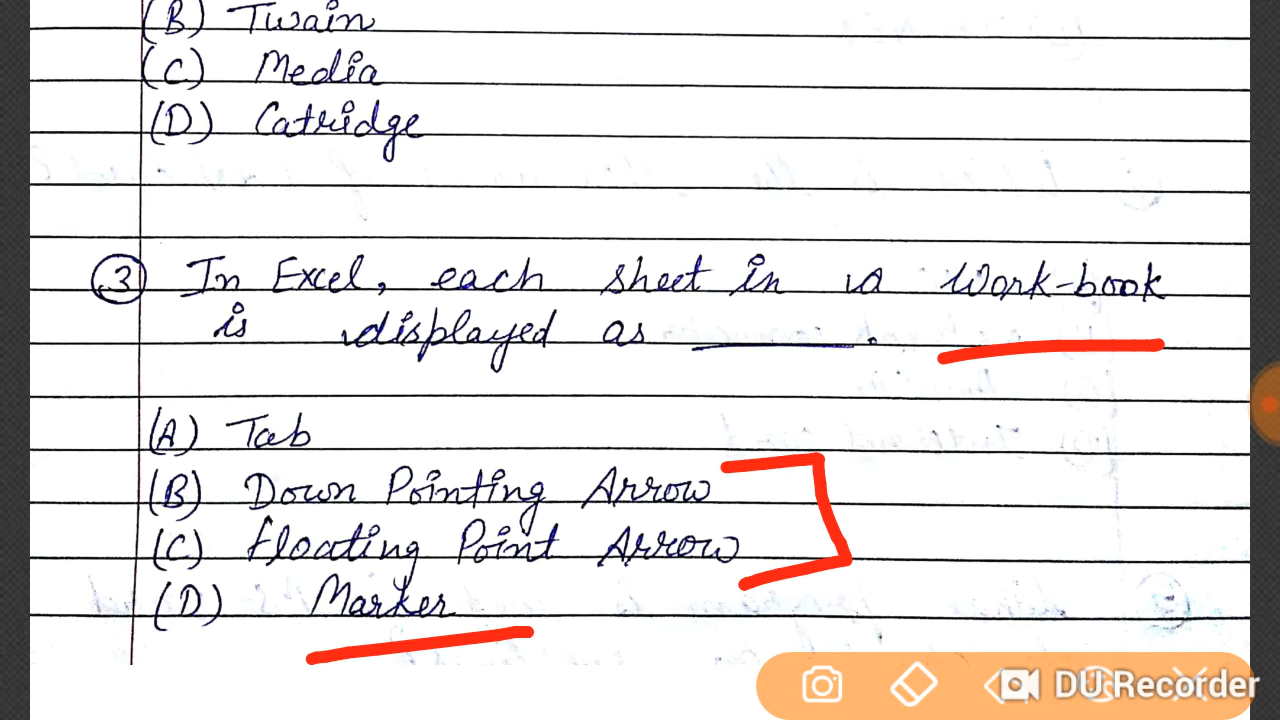 (B) Twain
(C) Media
(D) Catridge
3 In Excel, each sheet in a Work-book
is displayed as ______.
(A) Tab
(B) Down Pointing Arrow
(C) Floating Point Arrow
(D) Marker
DU Recorder